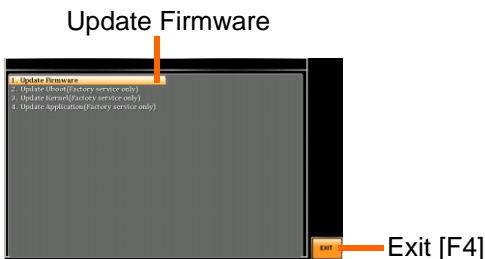 Update Firmware
1. Update Firmware
2. Update Uboot(Factory service only)
3. Update Kernel(Factory service only)
4. Update Application(Factory service only)
EXIT
Exit [F4]